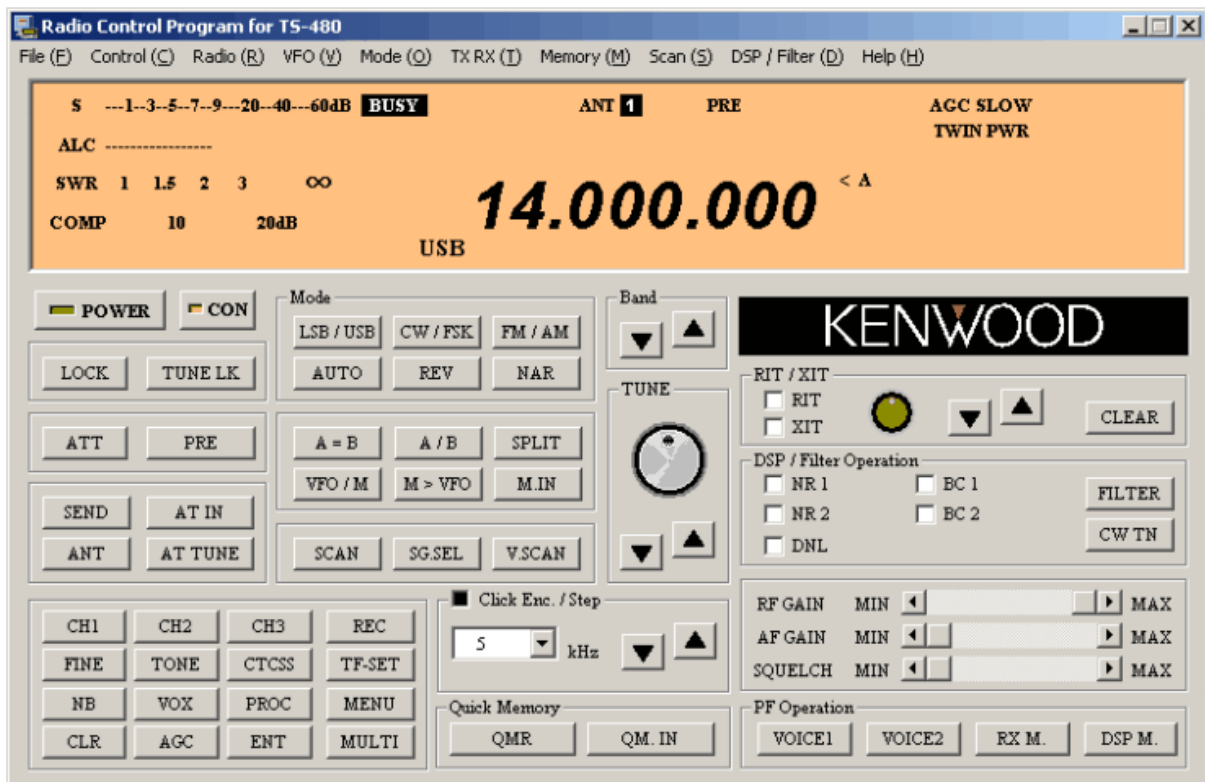 Radio Control Program for TS-480
File (F) Control (C) Radio (R) VFO (V) Mode (O) TX RX (T) Memory (M) Scan (S) DSP / Filter (D) Help (H)
S ---1--3--5--7--9---20--40---60dB BUSY ANT 1 PRE AGC SLOW
TWIN PWR
ALC -----------------
SWR 1 1.5 2 3 ∞
14.000.000 < A
COMP 10 20dB
USB
POWER CON
LOCK TUNE LK
ATT PRE
SEND AT IN
ANT AT TUNE
Mode
LSB / USB CW / FSK FM / AM
AUTO REV NAR
A = B A / B SPLIT
VFO / M M > VFO M.IN
SCAN SG.SEL V.SCAN
Band
TUNE
KENWOOD
RIT / XIT
RIT
XIT
CLEAR
DSP / Filter Operation
NR 1 BC 1 FILTER
NR 2 BC 2
CW TN
DNL
CH1 CH2 CH3 REC
FINE TONE CTCSS TF-SET
NB VOX PROC MENU
CLR AGC ENT MULTI
Click Enc. / Step
5 kHz
Quick Memory
QMR QM. IN
RF GAIN MIN MAX
AF GAIN MIN MAX
SQUELCH MIN MAX
PF Operation
VOICE1 VOICE2 RX M. DSP M.